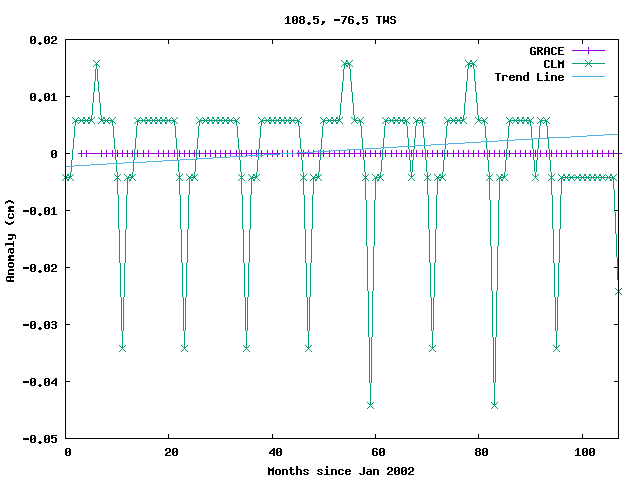 108.5, -76.5 TWS
GRACE
CLM
Trend Line
0.02
0.01
0
-0.01
-0.02
-0.03
-0.04
-0.05
Anomaly (cm)
0 20 40 60 80 100
Months since Jan 2002